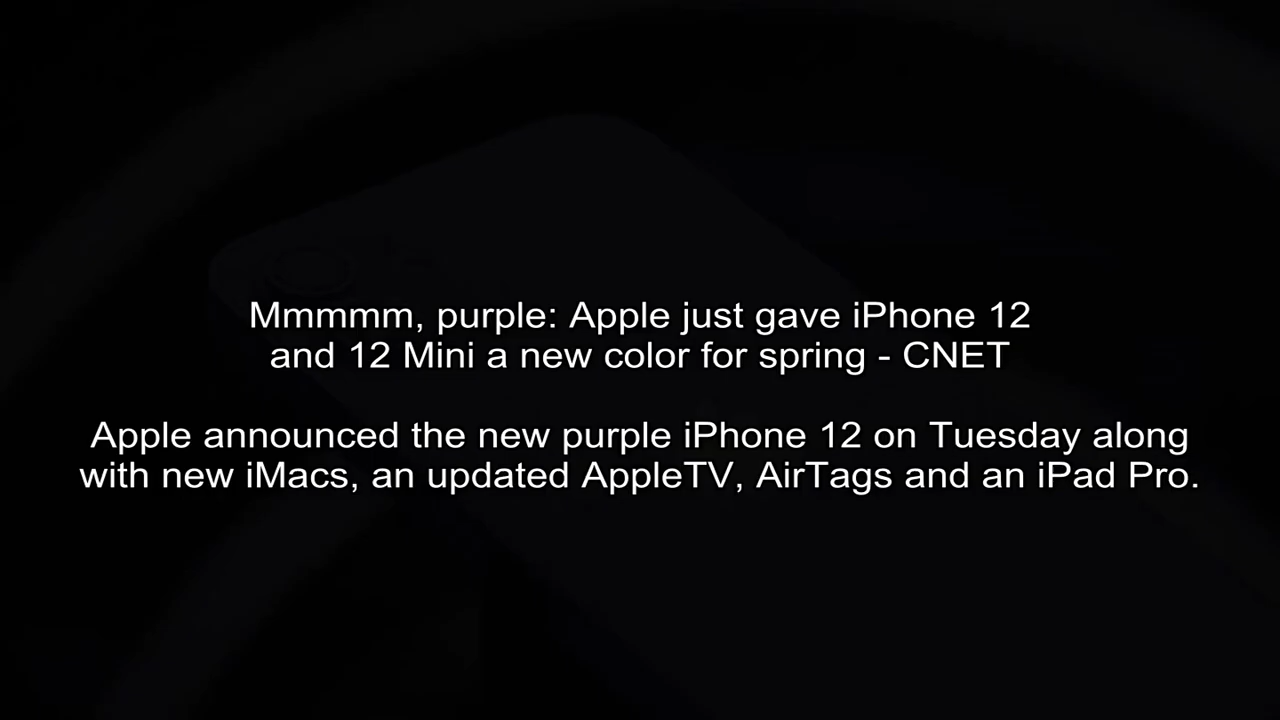 Mmmmm, purple: Apple just gave iPhone 12
and 12 Mini a new color for spring - CNET
Apple announced the new purple iPhone 12 on Tuesday along
with new iMacs, an updated AppleTV, AirTags and an iPad Pro.